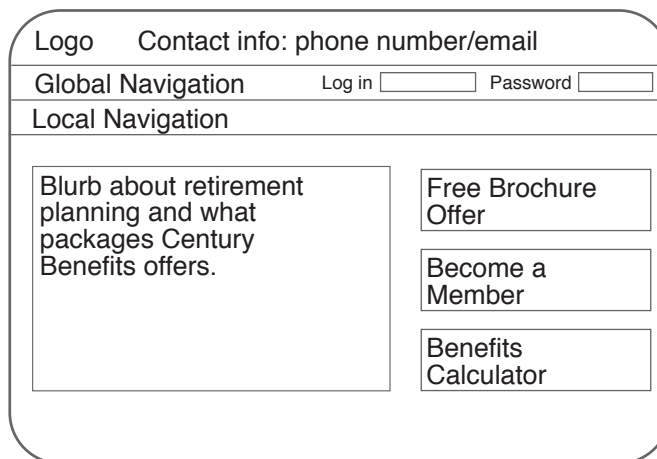 Logo Contact info: phone number/email
Global Navigation Log in Password
Local Navigation
Blurb about retirement
planning and what
packages Century
Benefits offers.
Free Brochure
Offer
Become a
Member
Benefits
Calculator